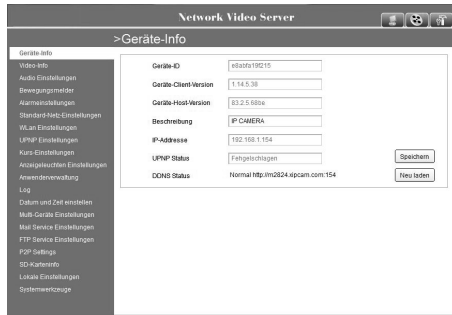 Network Video Server
>Geräte-Info
Geräte-Info
Video-Info
Audio Einstellungen
Bewegungsmelder
Alarmeinstellungen
Standard-Netz-Einstellungen
WLan Einstellungen
UPNP Einstellungen
Kurs-Einstellungen
Anzeigeleuchten Einstellungen
Anwenderverwaltung
Log
Datum und Zeit einstellen
Multi-Geräte Einstellungen
Mail Service Einstellungen
FTP Service Einstellungen
P2P Settings
SD-Karteninfo
Lokale Einstellungen
Systemwerkzeuge
Geräte-ID e8abfa19f215
Geräte-Client-Version 1.14.5.38
Geräte-Host-Version 83.2.5.68be
Beschreibung IP CAMERA
IP-Addresse 192.168.1.154
UPNP Status Fehgelschlagen Speichern
DDNS Status Normal http://m2824.xipcam.com:154 Neu laden